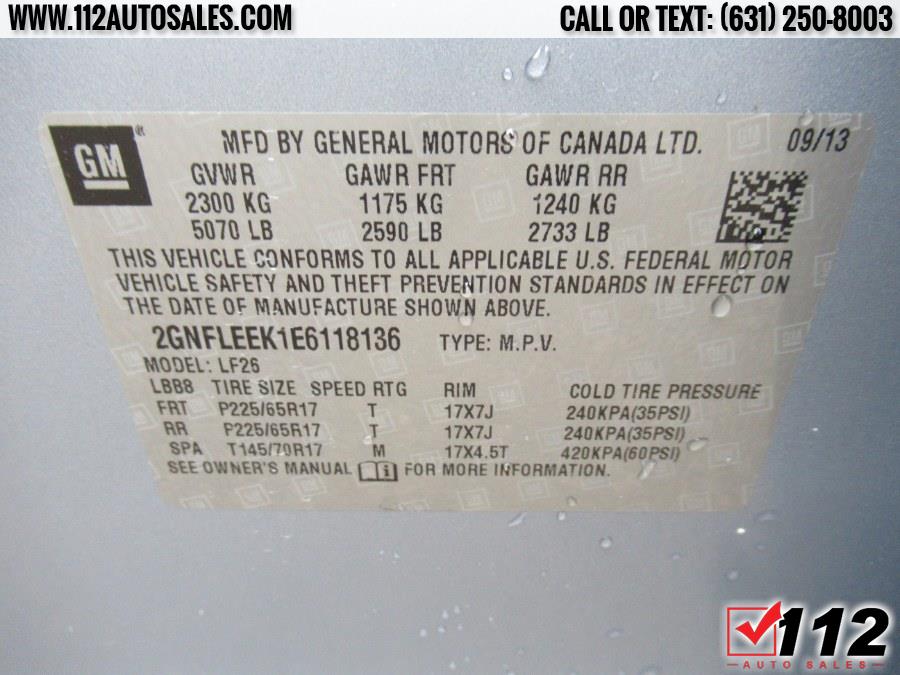 WWW.112AUTOSALES.COM CALL OR TEXT: (631) 250-8003
GM MFD BY GENERAL MOTORS OF CANADA LTD. 09/13
GVWR GAWR FRT GAWR RR
2300 KG 1175 KG 1240 KG
5070 LB 2590 LB 2733 LB
THIS VEHICLE CONFORMS TO ALL APPLICABLE U.S. FEDERAL MOTOR
VEHICLE SAFETY AND THEFT PREVENTION STANDARDS IN EFFECT ON
THE DATE OF MANUFACTURE SHOWN ABOVE.
2GNFLEEK1E6118136 TYPE: M.P.V.
MODEL: LF26
LBB8 TIRE SIZE SPEED RTG RIM COLD TIRE PRESSURE
FRT P225/65R17 T 17X7J 240KPA(35PSI)
RR P225/65R17 T 17X7J 240KPA(35PSI)
SPA T145/70R17 M 17X4.5T 420KPA(60PSI)
SEE OWNER'S MANUAL i FOR MORE INFORMATION.
112
AUTO SALES